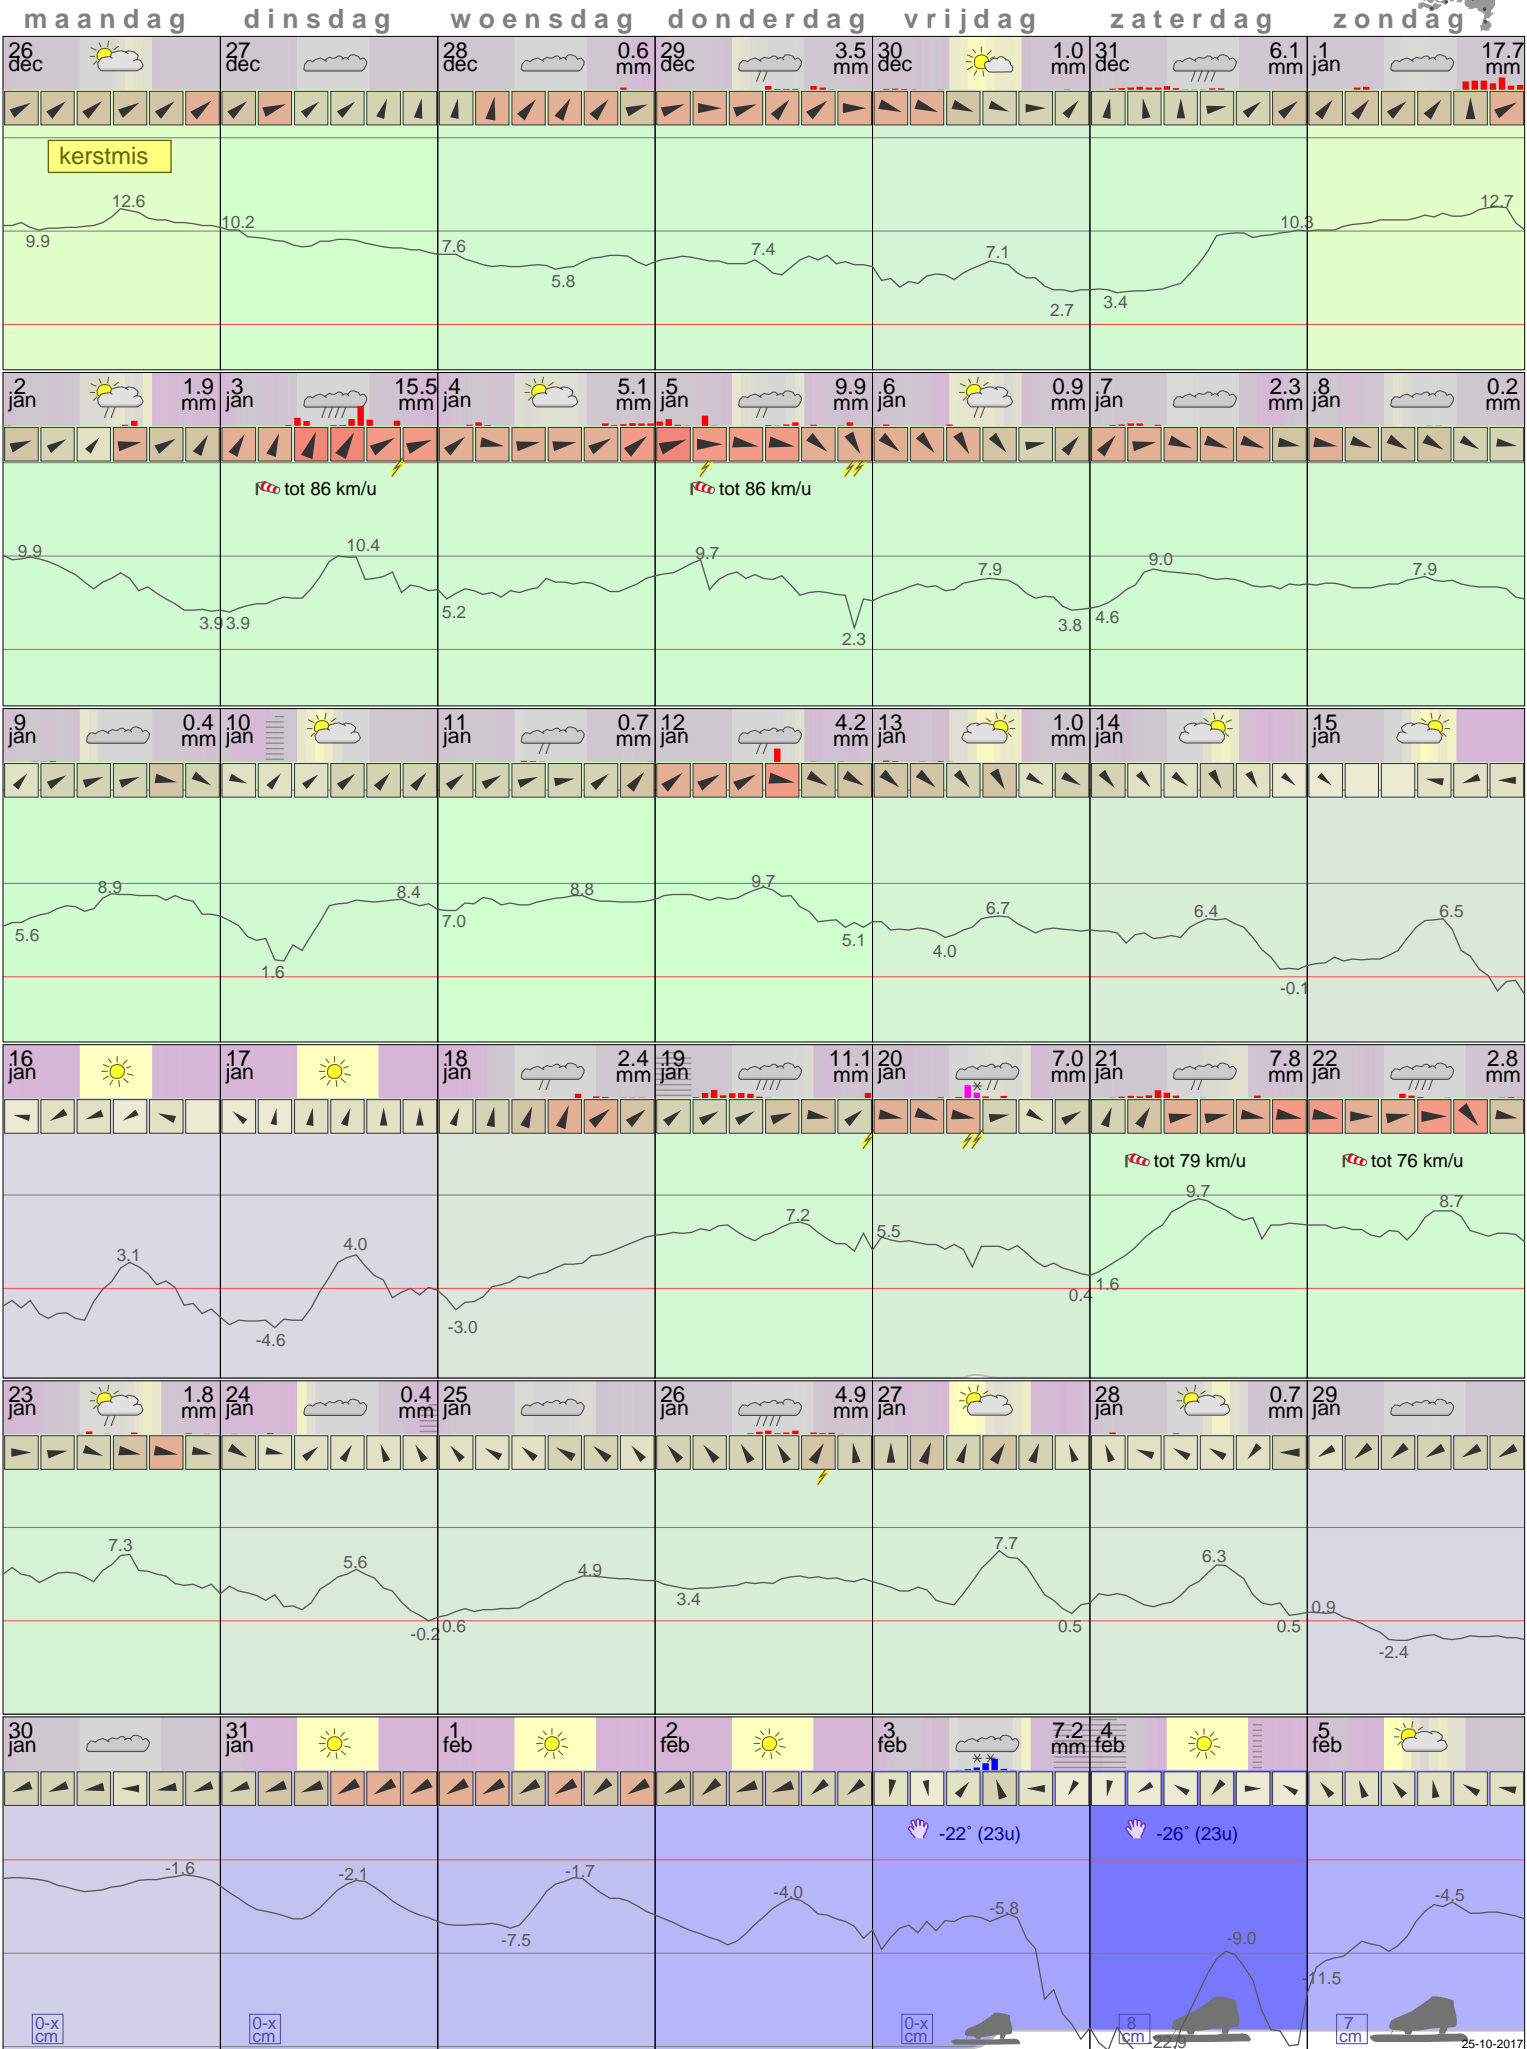 maandag dinsdag woensdag donderdag vrijdag zaterdag zondag
26 dec 27 dec 28 dec 0.6 mm 29 dec 3.5 mm 30 dec 1.0 mm 31 dec 6.1 mm 1 jan 17.7 mm
kerstmis
12.6 10.2 9.9 7.6 5.8 7.4 7.1 2.7 3.4 10.3 12.7
2 jan 1.9 mm 3 jan 15.5 mm 4 jan 5.1 mm 5 jan 9.9 mm 6 jan 0.9 mm 7 jan 2.3 mm 8 jan 0.2 mm
tot 86 km/u tot 86 km/u
9.9 3.9 3.9 10.4 5.2 9.7 2.3 7.9 3.8 4.6 9.0 7.9
9 jan 0.4 mm 10 jan 11 jan 0.7 mm 12 jan 4.2 mm 13 jan 1.0 mm 14 jan 15 jan
5.6 8.9 1.6 8.4 7.0 8.8 9.7 5.1 4.0 6.7 6.4 -0.1 6.5
16 jan 17 jan 18 jan 2.4 mm 19 jan 11.1 mm 20 jan 7.0 mm 21 jan 7.8 mm 22 jan 2.8 mm
tot 79 km/u tot 76 km/u
3.1 -4.6 4.0 -3.0 7.2 5.5 0.4 1.6 9.7 8.7
23 jan 1.8 mm 24 jan 0.4 mm 25 jan 26 jan 4.9 mm 27 jan 28 jan 0.7 mm 29 jan
7.3 5.6 -0.2 0.6 4.9 3.4 7.7 0.5 6.3 0.5 0.9 -2.4
30 jan 31 jan 1 feb 2 feb 3 feb 7.2 mm 4 feb 5 feb
-22° (23u) -26° (23u)
-1.6 -2.1 -7.5 -1.7 -4.0 -5.8 -9.0 -11.5 -4.5
0-x cm 0-x cm 0-x cm 8 cm -22.9 7 cm
25-10-2017